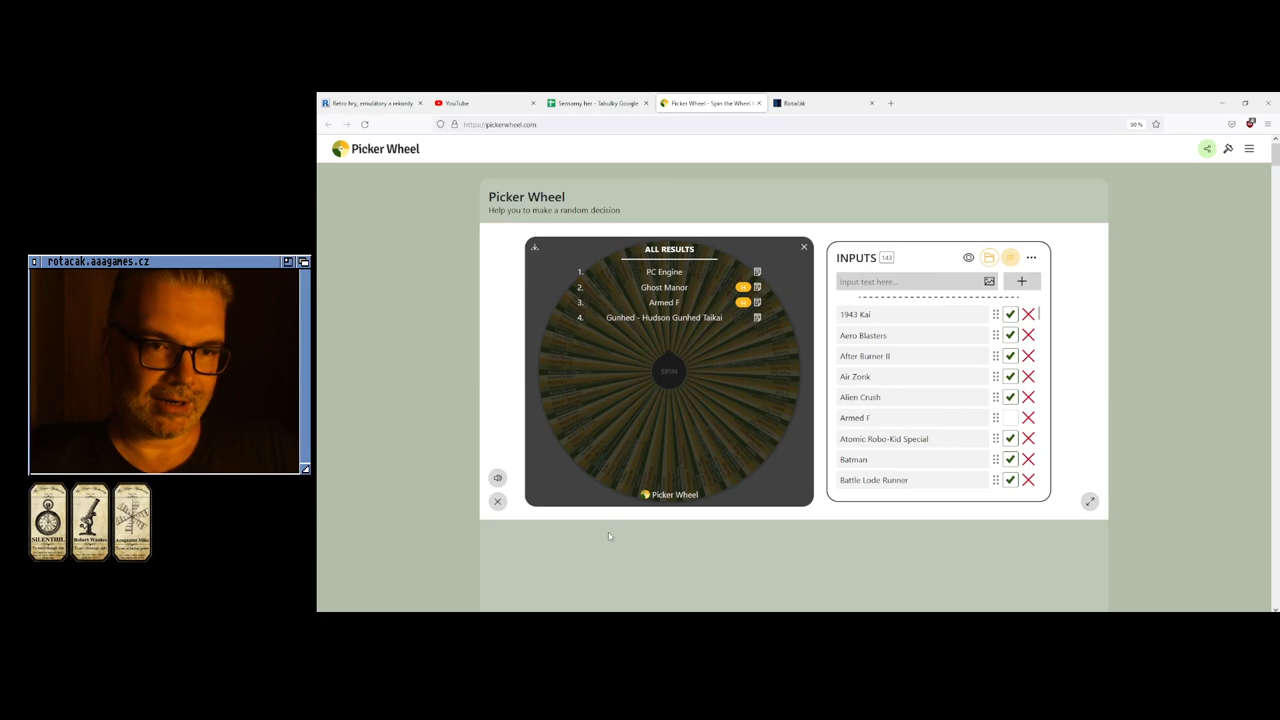 Retro hry, emulátory a rekordy
YouTube
Seznamy her - Tabulky Google
Picker Wheel - Spin the Wheel
Rotačák
https://pickerwheel.com
90 %
Picker Wheel
Picker Wheel
Help you to make a random decision
rotacak.aaagames.cz
ALL RESULTS
1. PC Engine
2. Ghost Manor
3. Armed F
4. Gunhed - Hudson Gunhed Taikai
SPIN
Picker Wheel
INPUTS 143
Input text here...
1943 Kai
Aero Blasters
After Burner II
Air Zonk
Alien Crush
Armed F
Atomic Robo-Kid Special
Batman
Battle Lode Runner
SILENTHILL